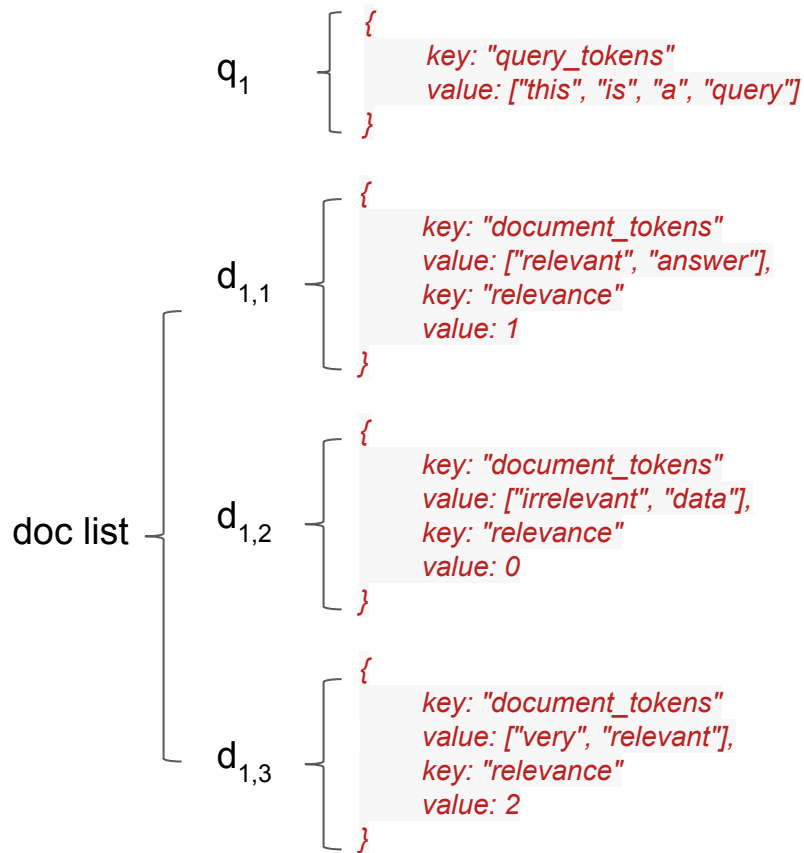 q1
{
key: "query_tokens"
value: ["this", "is", "a", "query"]
}
d1,1
{
key: "document_tokens"
value: ["relevant", "answer"],
key: "relevance"
value: 1
}
doc list
d1,2
{
key: "document_tokens"
value: ["irrelevant", "data"],
key: "relevance"
value: 0
}
d1,3
{
key: "document_tokens"
value: ["very", "relevant"],
key: "relevance"
value: 2
}